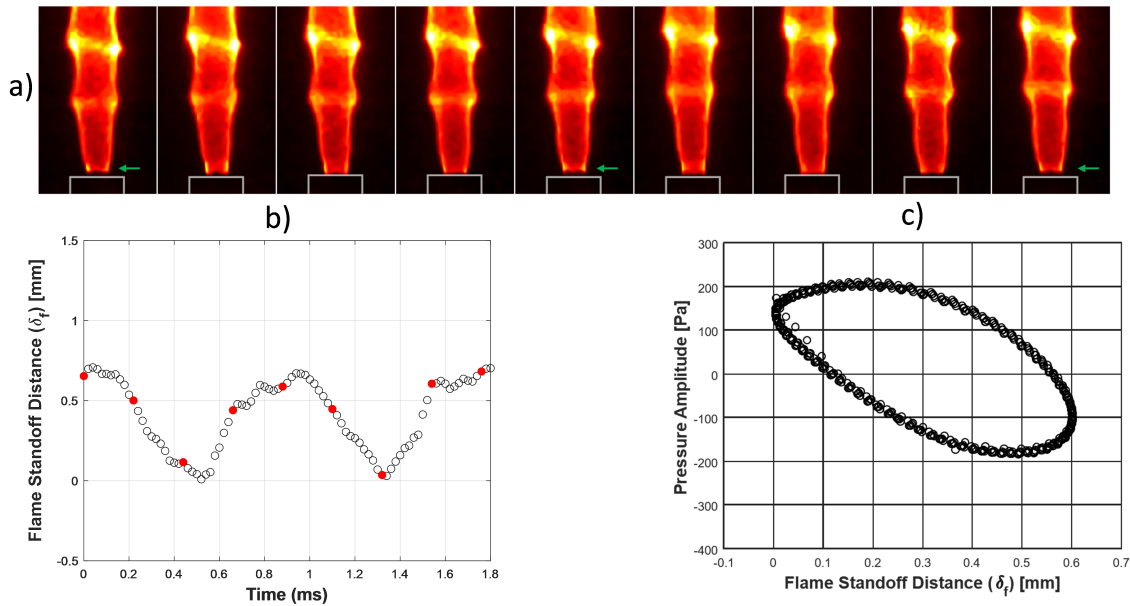 a)
b)
c)
1.5
1
0.5
0
-0.5
Flame Standoff Distance (δf) [mm]
0 0.2 0.4 0.6 0.8 1 1.2 1.4 1.6 1.8
Time (ms)
300
200
100
0
-100
-200
-300
-400
Pressure Amplitude [Pa]
-0.1 0 0.1 0.2 0.3 0.4 0.5 0.6 0.7
Flame Standoff Distance (δf) [mm]